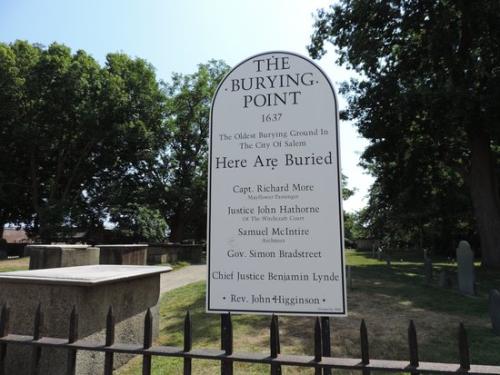 THE
· BURYING ·
POINT
1637
The Oldest Burying Ground In
The City Of Salem
Here Are Buried
Capt. Richard More
Mayflower Passenger
Justice John Hathorne
Of The Witchcraft Court
Samuel McIntire
Architect
Gov. Simon Bradstreet
Chief Justice Benjamin Lynde
· Rev. John Higginson ·